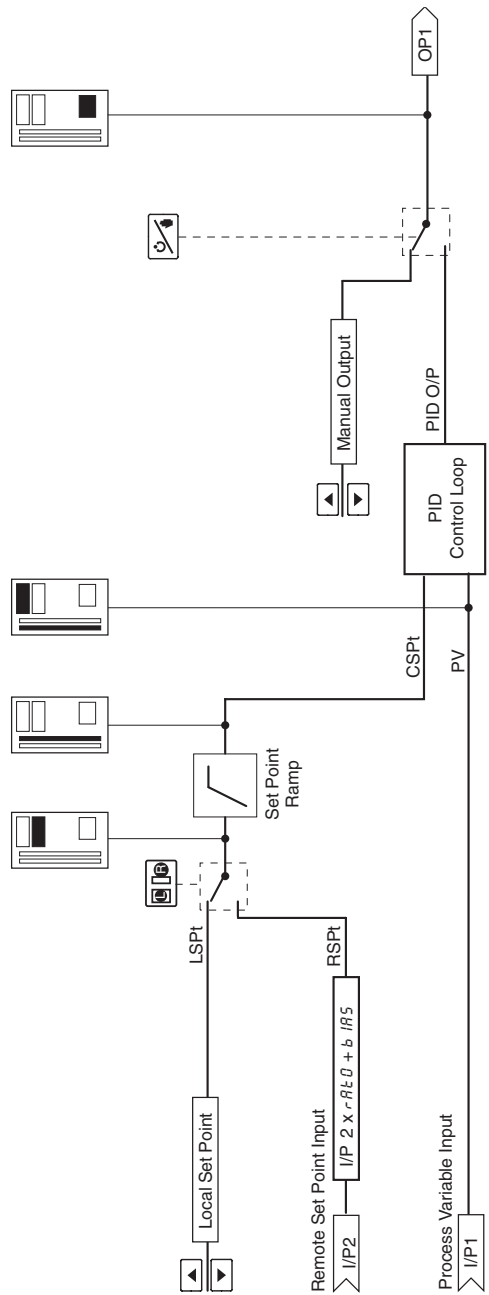 Local Set Point
LSPt
Remote Set Point Input
I/P2
I/P 2 x rAtO + bIAS
RSPt
Process Variable Input
I/P1
L R
Set Point
Ramp
CSPt
PV
PID
Control Loop
PID O/P
Manual Output
OP1